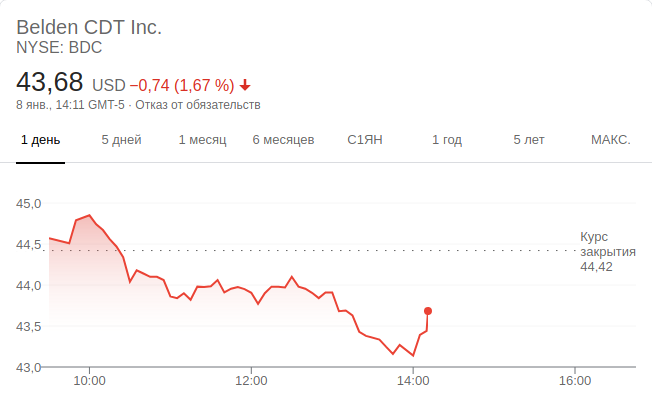 Belden CDT Inc.
NYSE: BDC
43,68 USD −0,74 (1,67 %)
8 янв., 14:11 GMT-5 · Отказ от обязательств
1 день 5 дней 1 месяц 6 месяцев С1ЯН 1 год 5 лет МАКС.
45,0
44,5
44,0
43,5
43,0
Курс
закрытия
44,42
10:00 12:00 14:00 16:00